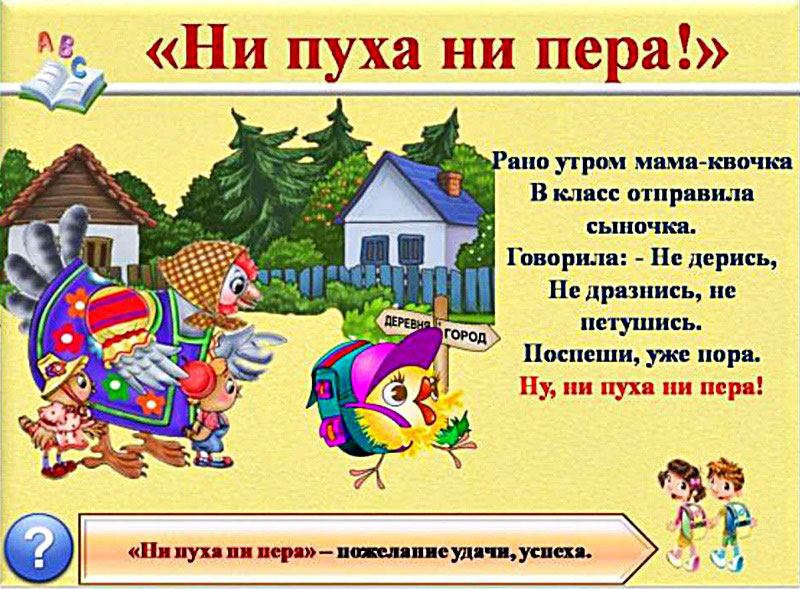 АВС
«Ни пуха ни пера!»
Рано утром мама-квочка
В класс отправила
сыночка.
Говорила: - Не дерись,
Не дразнись, не
петушись.
Поспеши, уже пора.
Ну, ни пуха ни пера!
ДЕРЕВНЯ
ГОРОД
?
«Ни пуха ни пера» – пожелание удачи, успеха.